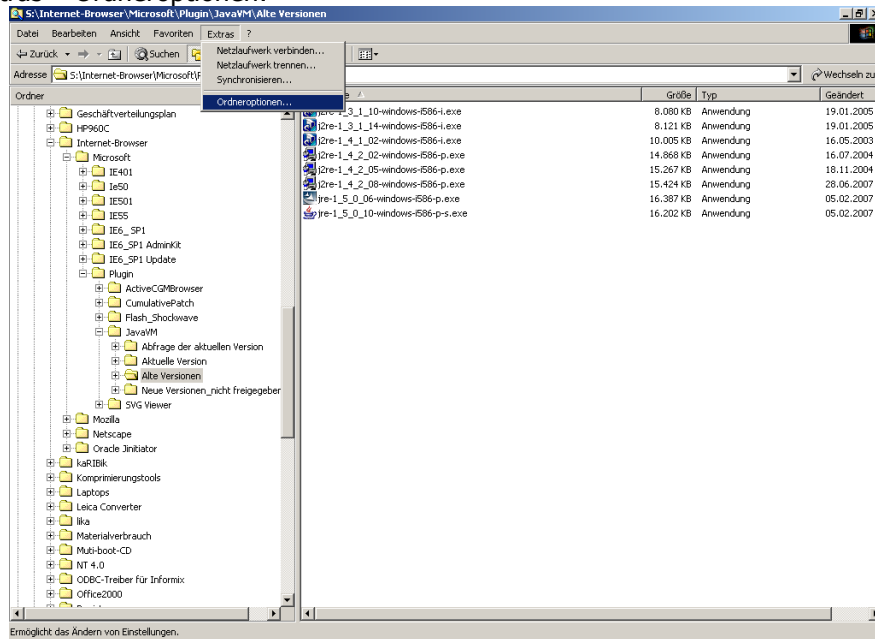 S:\Internet-Browser\Microsoft\Plugin\JavaVM\Alte Versionen
Datei Bearbeiten Ansicht Favoriten Extras ?
Zurück Suchen
Adresse S:\Internet-Browser\Microsoft\ Wechseln zu
Netzlaufwerk verbinden...
Netzlaufwerk trennen...
Synchronisieren...
Ordneroptionen...
Ordner
Größe Typ Geändert
Geschäftverteilungsplan
HP960C
Internet-Browser
Microsoft
IE401
Ie50
IE501
IE55
IE6_ SP1
IE6_SP1 AdminKit
IE6_SP1 Update
Plugin
ActiveCGMBrowser
CumulativePatch
Flash_Shockwave
JavaVM
Abfrage der aktuellen Version
Aktuelle Version
Alte Versionen
Neue Versionen_nicht freigegeber
SVG Viewer
Mozilla
Netscape
Oracle Jinitiator
kaRIBik
Komprimierungstools
Laptops
Leica Converter
lika
Materialverbrauch
Muti-boot-CD
NT 4.0
ODBC-Treiber für Informix
Office2000
j2re-1_3_1_10-windows-i586-i.exe 8.080 KB Anwendung 19.01.2005
j2re-1_3_1_14-windows-i586-i.exe 8.121 KB Anwendung 19.01.2005
j2re-1_4_1_02-windows-i586-i.exe 10.005 KB Anwendung 16.05.2003
j2re-1_4_2_02-windows-i586-p.exe 14.868 KB Anwendung 16.07.2004
j2re-1_4_2_05-windows-i586-p.exe 15.267 KB Anwendung 18.11.2004
j2re-1_4_2_08-windows-i586-p.exe 15.424 KB Anwendung 28.06.2007
jre-1_5_0_06-windows-i586-p.exe 16.387 KB Anwendung 05.02.2007
jre-1_5_0_10-windows-i586-p-s.exe 16.202 KB Anwendung 05.02.2007
Ermöglicht das Ändern von Einstellungen.